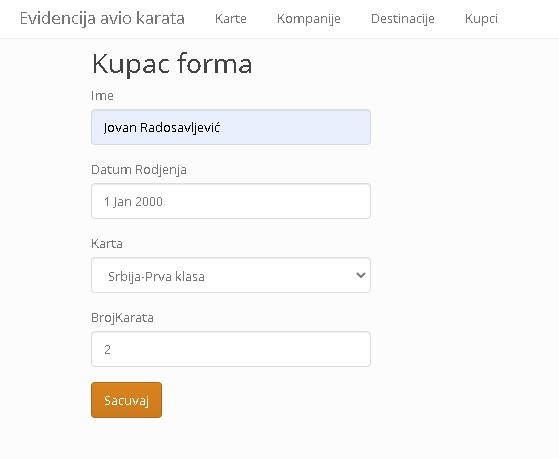 Evidencija avio karata Karte Kompanije Destinacije Kupci
Kupac forma
Ime
Jovan Radosavljević
Datum Rodjenja
1 Jan 2000
Karta
Srbija-Prva klasa
BrojKarata
2
Sacuvaj